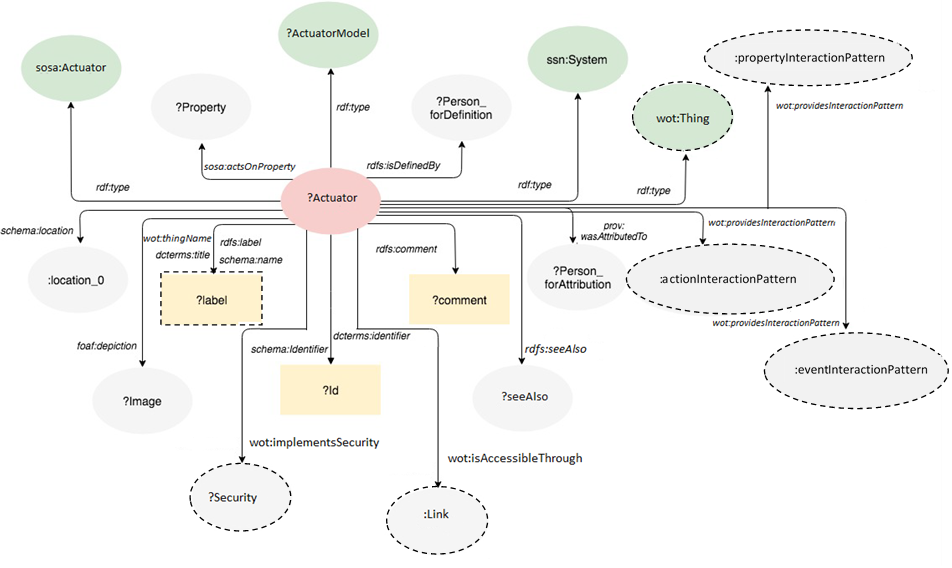 ?ActuatorModel
sosa:Actuator
ssn:System
:propertyInteractionPattern
?Property
?Person_
forDefinition
rdf:type
wot:providesInteractionPattern
wot:Thing
sosa:actsOnProperty
rdfs:isDefinedBy
rdf:type
rdf:type
rdf:type
?Actuator
schema:location
wot:thingName
rdfs:label
dcterms:title
schema:name
rdfs:comment
prov:
wasAttributedTo
wot:providesInteractionPattern
:location_0
?label
?comment
?Person_
forAttribution
:actionInteractionPattern
wot:providesInteractionPattern
foaf:depiction
schema:Identifier
dcterms:identifier
rdfs:seeAlso
:eventInteractionPattern
?Image
?Id
?seeAlso
wot:implementsSecurity
wot:isAccessibleThrough
?Security
:Link